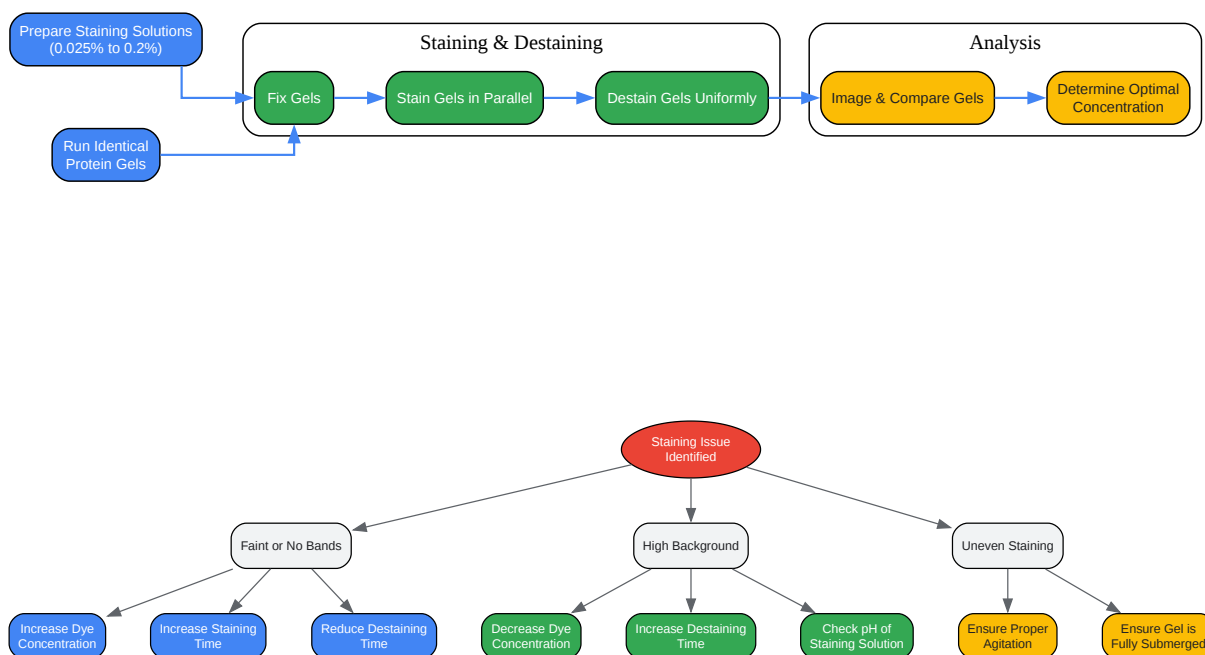 Prepare Staining Solutions
(0.025% to 0.2%)
Staining & Destaining
Analysis
Fix Gels
Stain Gels in Parallel
Destain Gels Uniformly
Image & Compare Gels
Determine Optimal
Concentration
Run Identical
Protein Gels
Staining Issue
Identified
Faint or No Bands
High Background
Uneven Staining
Increase Dye
Concentration
Increase Staining
Time
Reduce Destaining
Time
Decrease Dye
Concentration
Increase Destaining
Time
Check pH of
Staining Solution
Ensure Proper
Agitation
Ensure Gel is
Fully Submerged